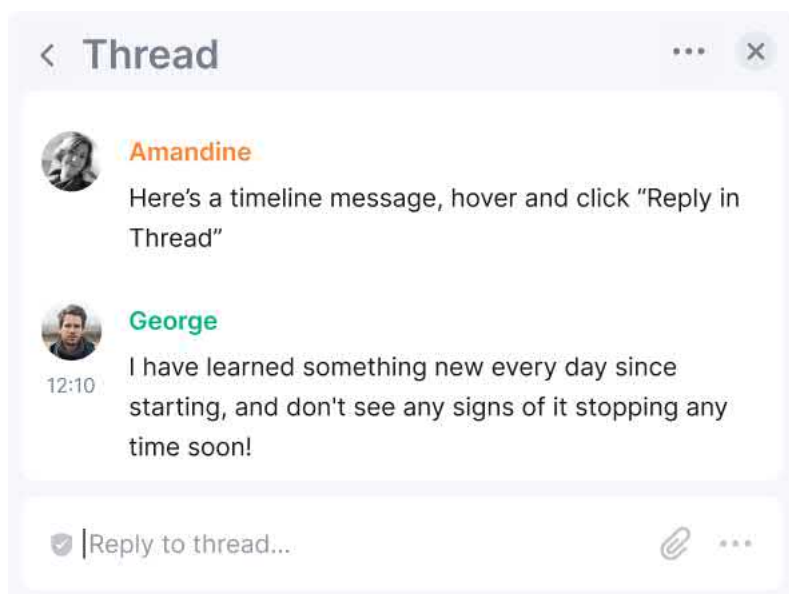 Thread
Amandine
Here’s a timeline message, hover and click “Reply in
Thread”
George
I have learned something new every day since
12:10
starting, and don't see any signs of it stopping any
time soon!
Reply to thread...